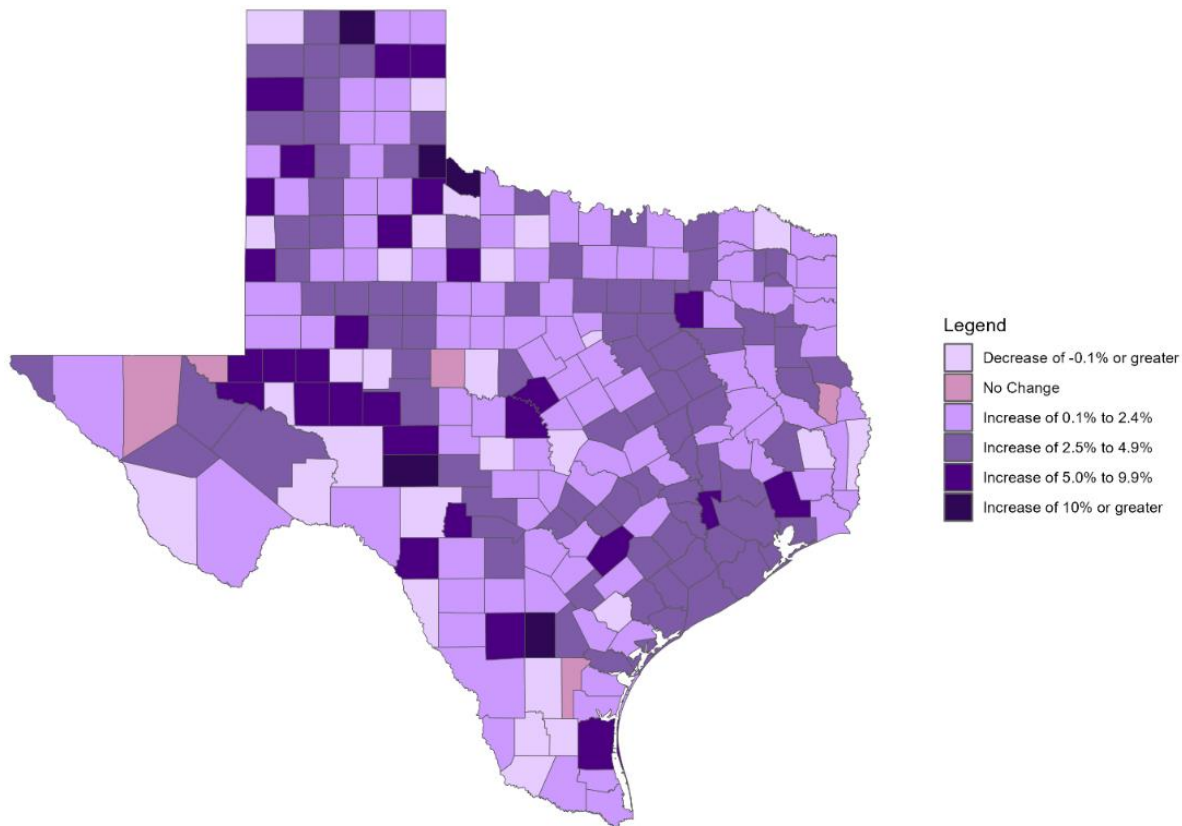 Legend
Decrease of -0.1% or greater
No Change
Increase of 0.1% to 2.4%
Increase of 2.5% to 4.9%
Increase of 5.0% to 9.9%
Increase of 10% or greater